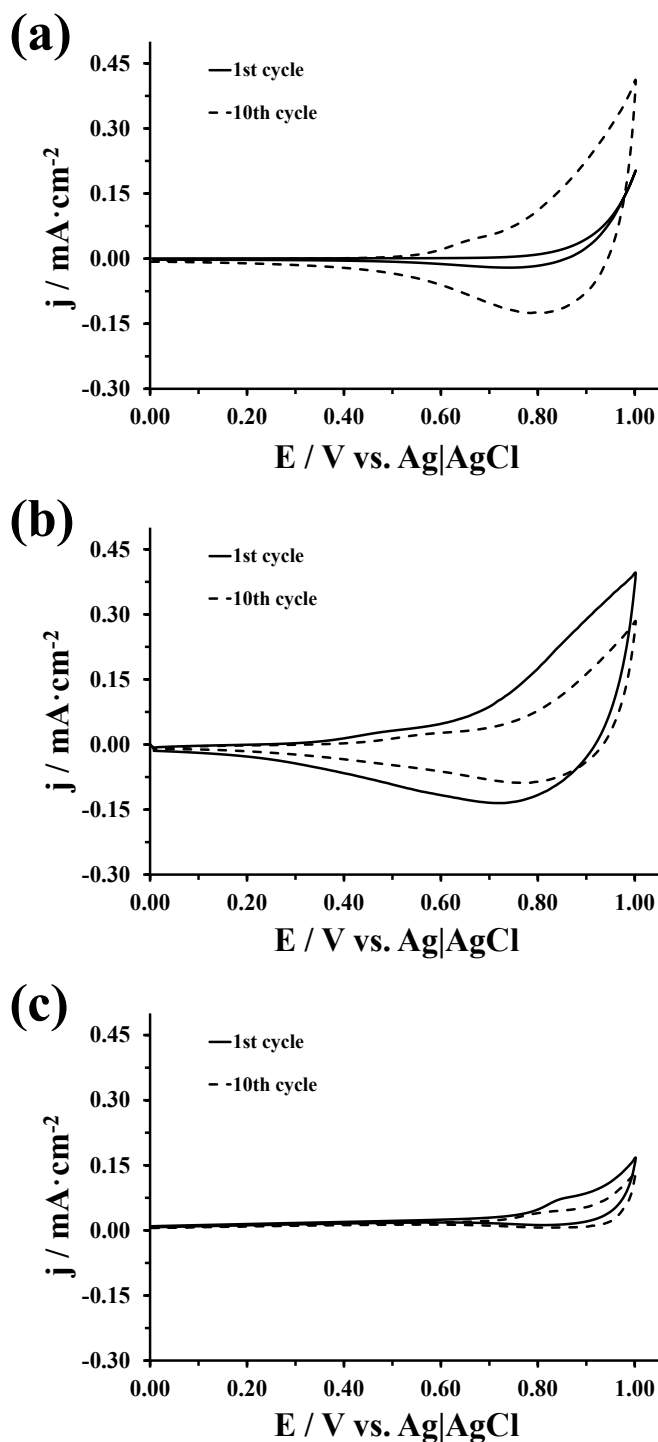 (a)
0.45
0.30
0.15
0.00
-0.15
-0.30
j / mA·cm-2
1st cycle
10th cycle
0.00 0.20 0.40 0.60 0.80 1.00
E / V vs. Ag|AgCl
(b)
0.45
0.30
0.15
0.00
-0.15
-0.30
j / mA·cm-2
1st cycle
10th cycle
0.00 0.20 0.40 0.60 0.80 1.00
E / V vs. Ag|AgCl
(c)
0.45
0.30
0.15
0.00
-0.15
-0.30
j / mA·cm-2
1st cycle
10th cycle
0.00 0.20 0.40 0.60 0.80 1.00
E / V vs. Ag|AgCl